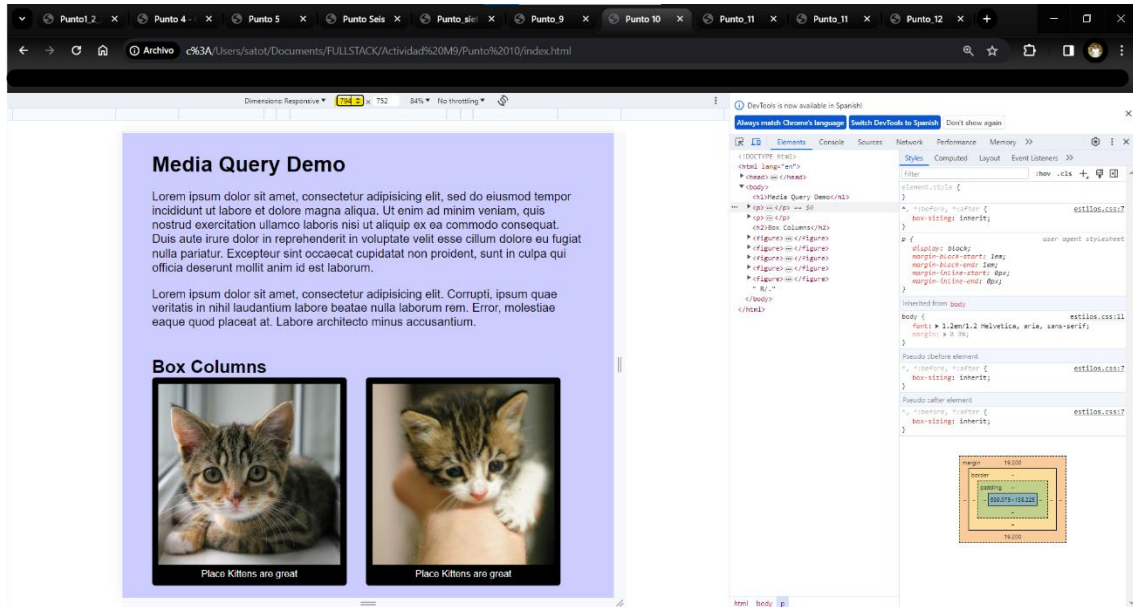 Punto1_2
Punto 4 -
Punto 5
Punto Seis
Punto_siet
Punto_9
Punto 10
Punto_11
Punto_11
Punto_12
Archivo c%3A/Users/satot/Documents/FULLSTACK/Actividad%20M9/Punto%2010/index.html
Dimensions: Responsive 794 x 752 84% No throttling
Media Query Demo
Lorem ipsum dolor sit amet, consectetur adipisicing elit, sed do eiusmod tempor
incididunt ut labore et dolore magna aliqua. Ut enim ad minim veniam, quis
nostrud exercitation ullamco laboris nisi ut aliquip ex ea commodo consequat.
Duis aute irure dolor in reprehenderit in voluptate velit esse cillum dolore eu fugiat
nulla pariatur. Excepteur sint occaecat cupidatat non proident, sunt in culpa qui
officia deserunt mollit anim id est laborum.
Lorem ipsum dolor sit amet, consectetur adipisicing elit. Corrupti, ipsum quae
veritatis in nihil laudantium labore beatae nulla laborum rem. Error, molestiae
eaque quod placeat at. Labore architecto minus accusantium.
Box Columns
Place Kittens are great
Place Kittens are great
DevTools is now available in Spanish!
Always match Chrome's language Switch DevTools to Spanish Don't show again
Elements Console Sources Network Performance Memory
<!DOCTYPE html>
<html lang="en">
<head> </head>
<body>
<h1>Media Query Demo</h1>
<p> </p> == $0
<p> </p>
<h2>Box Columns</h2>
<figure> </figure>
<figure> </figure>
<figure> </figure>
<figure> </figure>
<figure> </figure>
</body>
</html>
html body p
Styles Computed Layout Event Listeners
Filter :hov .cls
element.style {
}
*, *:before, *:after { estilos.css:7
box-sizing: inherit;
}
p { user agent stylesheet
display: block;
margin-block-start: 1em;
margin-block-end: 1em;
margin-inline-start: 0px;
margin-inline-end: 0px;
}
Inherited from body
body { estilos.css:11
font: 1.2em/1.2 Helvetica, aria, sans-serif;
margin: 0 3%;
}
Pseudo ::before element
*, *:before, *:after { estilos.css:7
box-sizing: inherit;
}
Pseudo ::after element
*, *:before, *:after { estilos.css:7
box-sizing: inherit;
}
margin 19.200
border -
padding -
19.200